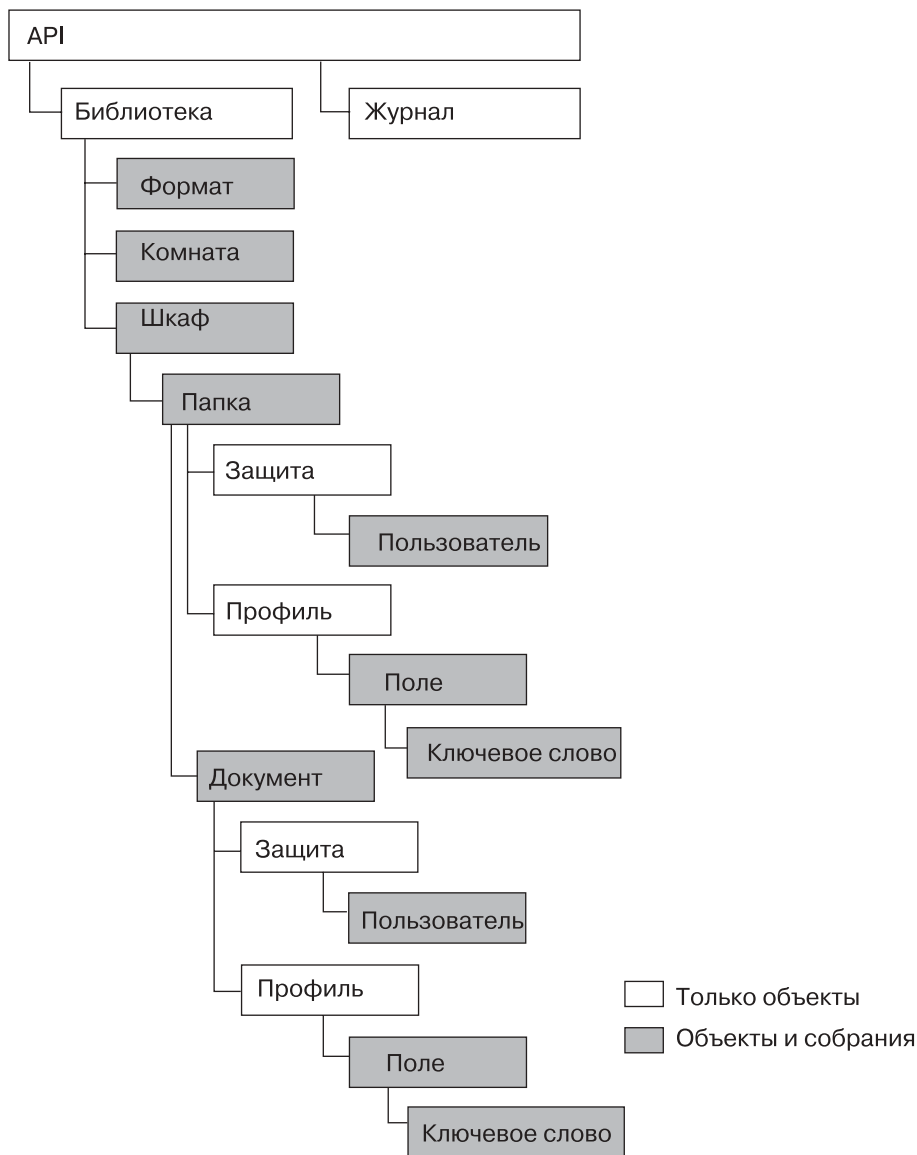 API
Библиотека
Журнал
Формат
Комната
Шкаф
Папка
Защита
Пользователь
Профиль
Поле
Ключевое слово
Документ
Защита
Пользователь
Профиль
Только объекты
Объекты и собрания
Поле
Ключевое слово